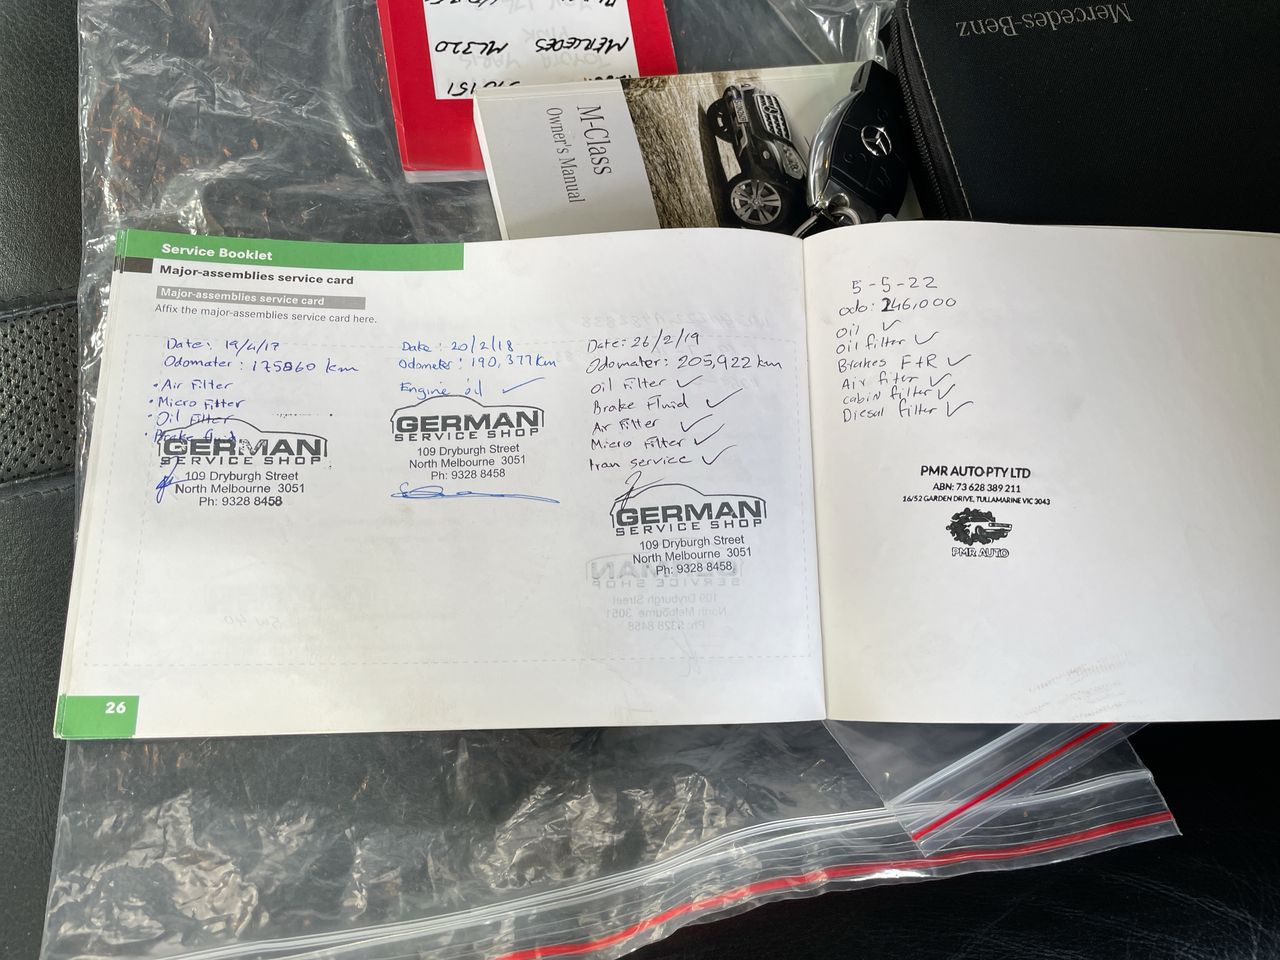 MERCEDES ML320
Mercedes-Benz
M-Class
Owner's Manual
Service Booklet
Major-assemblies service card
Major-assemblies service card
Affix the major-assemblies service card here.
Date: 19/4/17
Odomater: 175860 km
• Air Filter
• Micro Filter
• Oil Filter
• Brake fluid
GERMAN
SERVICE SHOP
109 Dryburgh Street
North Melbourne 3051
Ph: 9328 8458
Date: 20/2/18
Odometer: 190,377km
Engine oil ✓
GERMAN
SERVICE SHOP
109 Dryburgh Street
North Melbourne 3051
Ph: 9328 8458
Date: 26/2/19
Odomater: 205,922 km
Oil Filter ✓
Brake Fluid ✓
Air Filter ✓
Micro Filter ✓
tran service ✓
GERMAN
SERVICE SHOP
109 Dryburgh Street
North Melbourne 3051
Ph: 9328 8458
26
5-5-22
odo: 246,000
Oil ✓
Oil filter ✓
Brakes F+R ✓
Air filter ✓
cabin filter ✓
Diesal filter ✓
PMR AUTO PTY LTD
ABN: 73 628 389 211
16/52 GARDEN DRIVE, TULLAMARINE VIC 3043
PMR AUTO